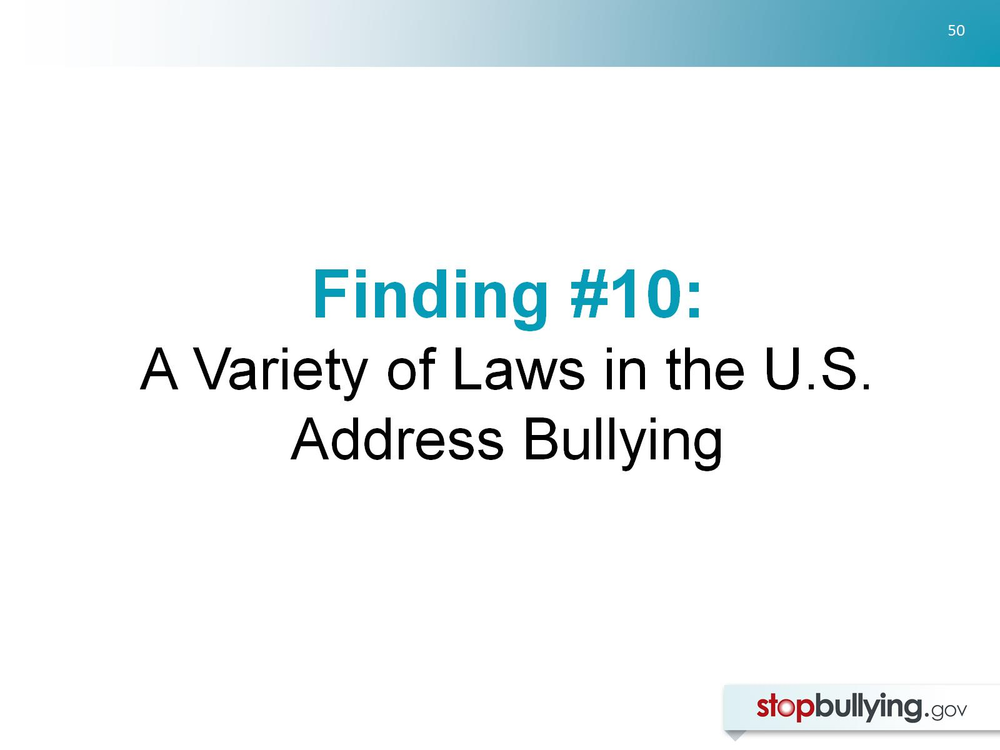 50
Finding #10:
A Variety of Laws in the U.S.
Address Bullying
stopbullying.gov